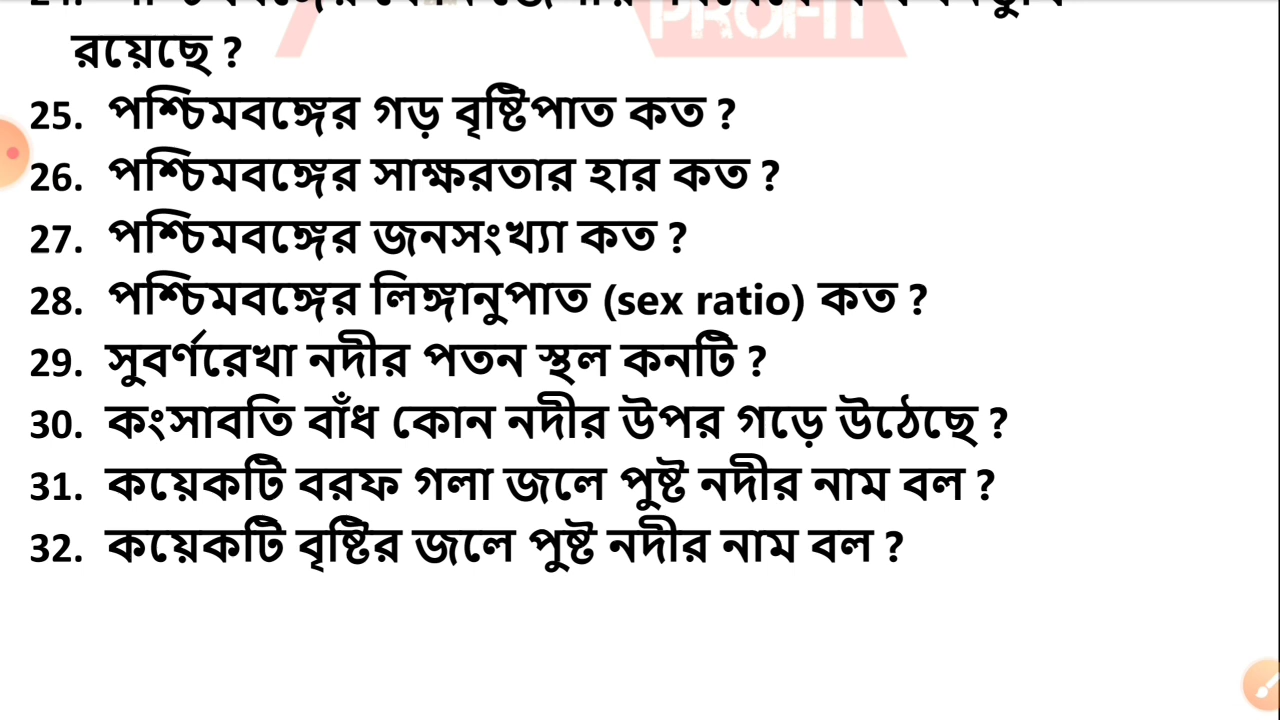 PROFIT
রয়েছে ?
25. পশ্চিমবঙ্গের গড় বৃষ্টিপাত কত ?
26. পশ্চিমবঙ্গের সাক্ষরতার হার কত ?
27. পশ্চিমবঙ্গের জনসংখ্যা কত ?
28. পশ্চিমবঙ্গের লিঙ্গানুপাত (sex ratio) কত ?
29. সুবর্ণরেখা নদীর পতন স্থল কনটি ?
30. কংসাবতি বাঁধ কোন নদীর উপর গড়ে উঠেছে ?
31. কয়েকটি বরফ গলা জলে পুষ্ট নদীর নাম বল ?
32. কয়েকটি বৃষ্টির জলে পুষ্ট নদীর নাম বল ?